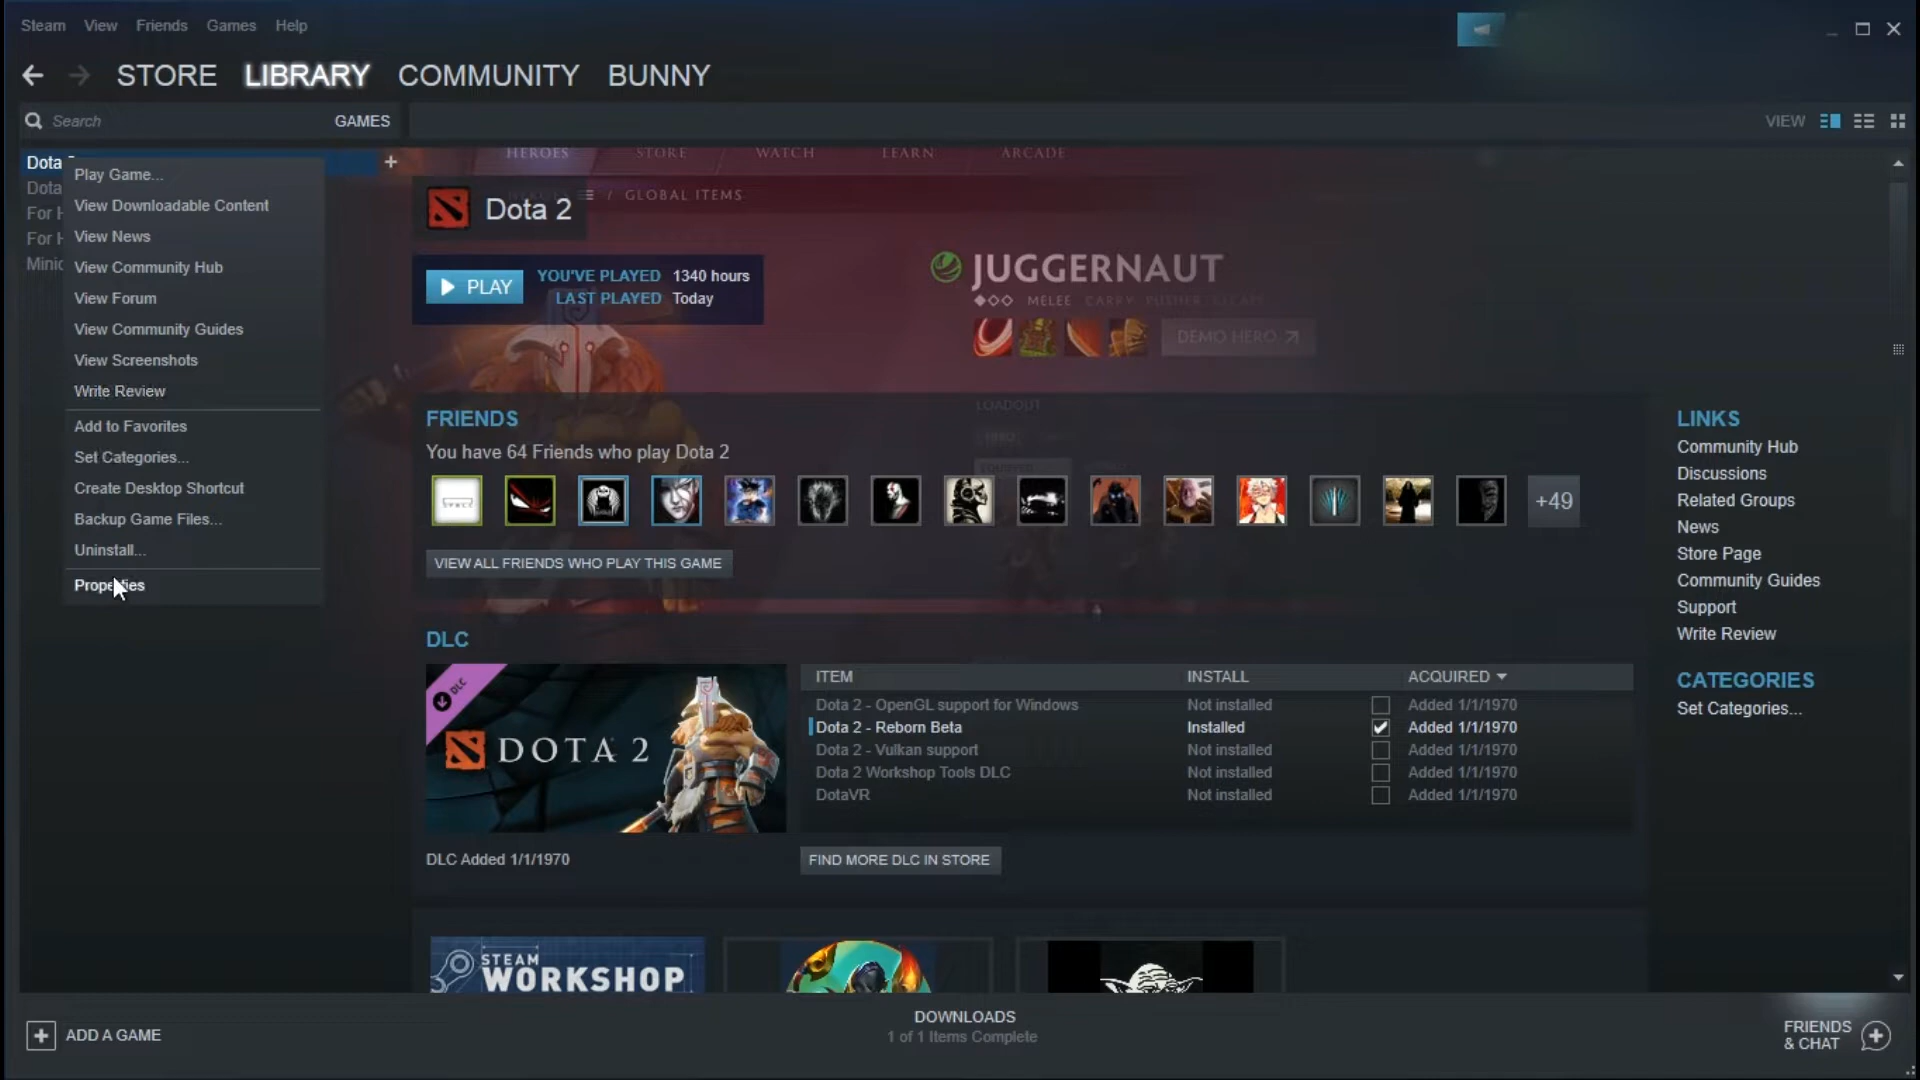 Steam View Friends Games Help
STORE LIBRARY COMMUNITY BUNNY
Search GAMES VIEW
Dota
Play Game...
View Downloadable Content
View News
View Community Hub
View Forum
View Community Guides
View Screenshots
Write Review
Add to Favorites
Set Categories...
Create Desktop Shortcut
Backup Game Files...
Uninstall...
Properties
Dota
For H
For H
HEROES STORE WATCH LEARN ARCADE
/ GLOBAL ITEMS
Dota 2
PLAY
YOU'VE PLAYED 1340 hours
LAST PLAYED Today
JUGGERNAUT
MELEE CARRY PUSHER
DEMO HERO
LOADOUT
EQUIPPED
FRIENDS
You have 64 Friends who play Dota 2
+49
VIEW ALL FRIENDS WHO PLAY THIS GAME
DLC
DLC
DOTA 2
DLC Added 1/1/1970
ITEM INSTALL ACQUIRED
Dota 2 - OpenGL support for Windows Not installed Added 1/1/1970
Dota 2 - Reborn Beta Installed Added 1/1/1970
Dota 2 - Vulkan support Not installed Added 1/1/1970
Dota 2 Workshop Tools DLC Not installed Added 1/1/1970
DotaVR Not installed Added 1/1/1970
FIND MORE DLC IN STORE
LINKS
Community Hub
Discussions
Related Groups
News
Store Page
Community Guides
Support
Write Review
CATEGORIES
Set Categories...
STEAM
WORKSHOP
ADD A GAME
DOWNLOADS
1 of 1 Items Complete
FRIENDS
& CHAT